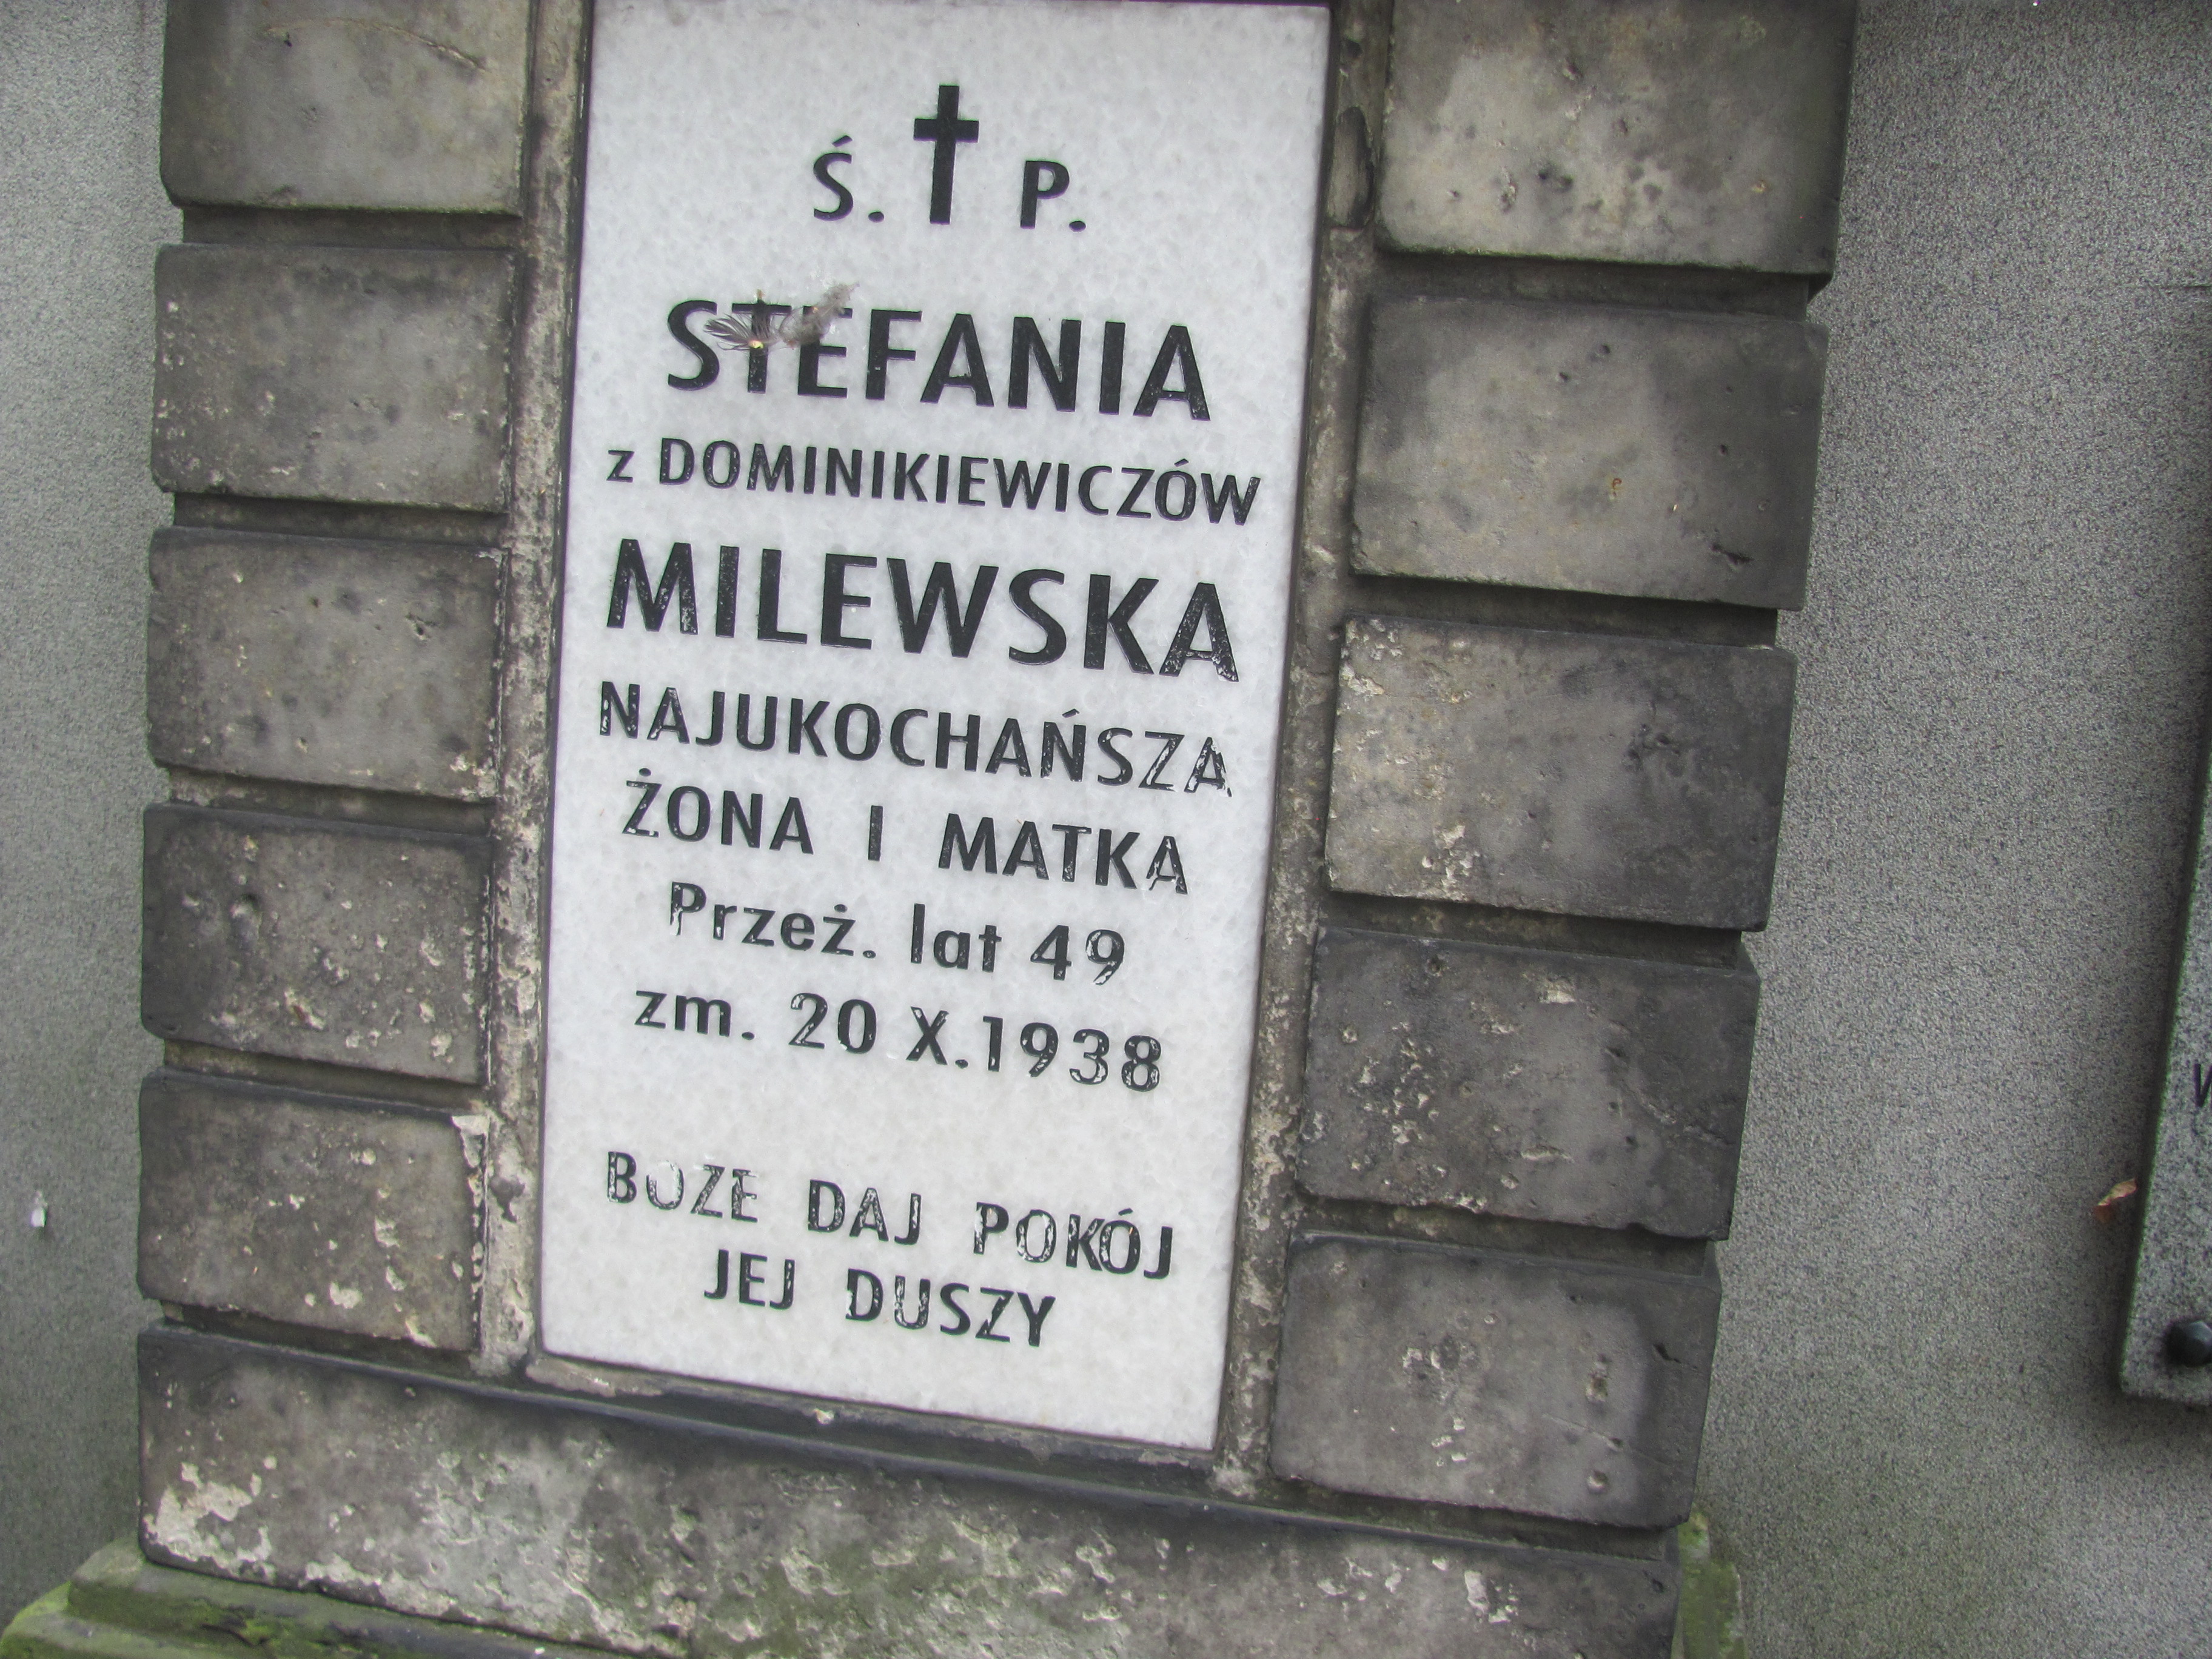 Ś. † P.
STEFANIA
z DOMINIKIEWICZÓW
MILEWSKA
NAJUKOCHAŃSZA
ŻONA I MATKA
Przeż. lat 49
zm. 20 X.1938
BOŻE DAJ POKÓJ
JEJ DUSZY